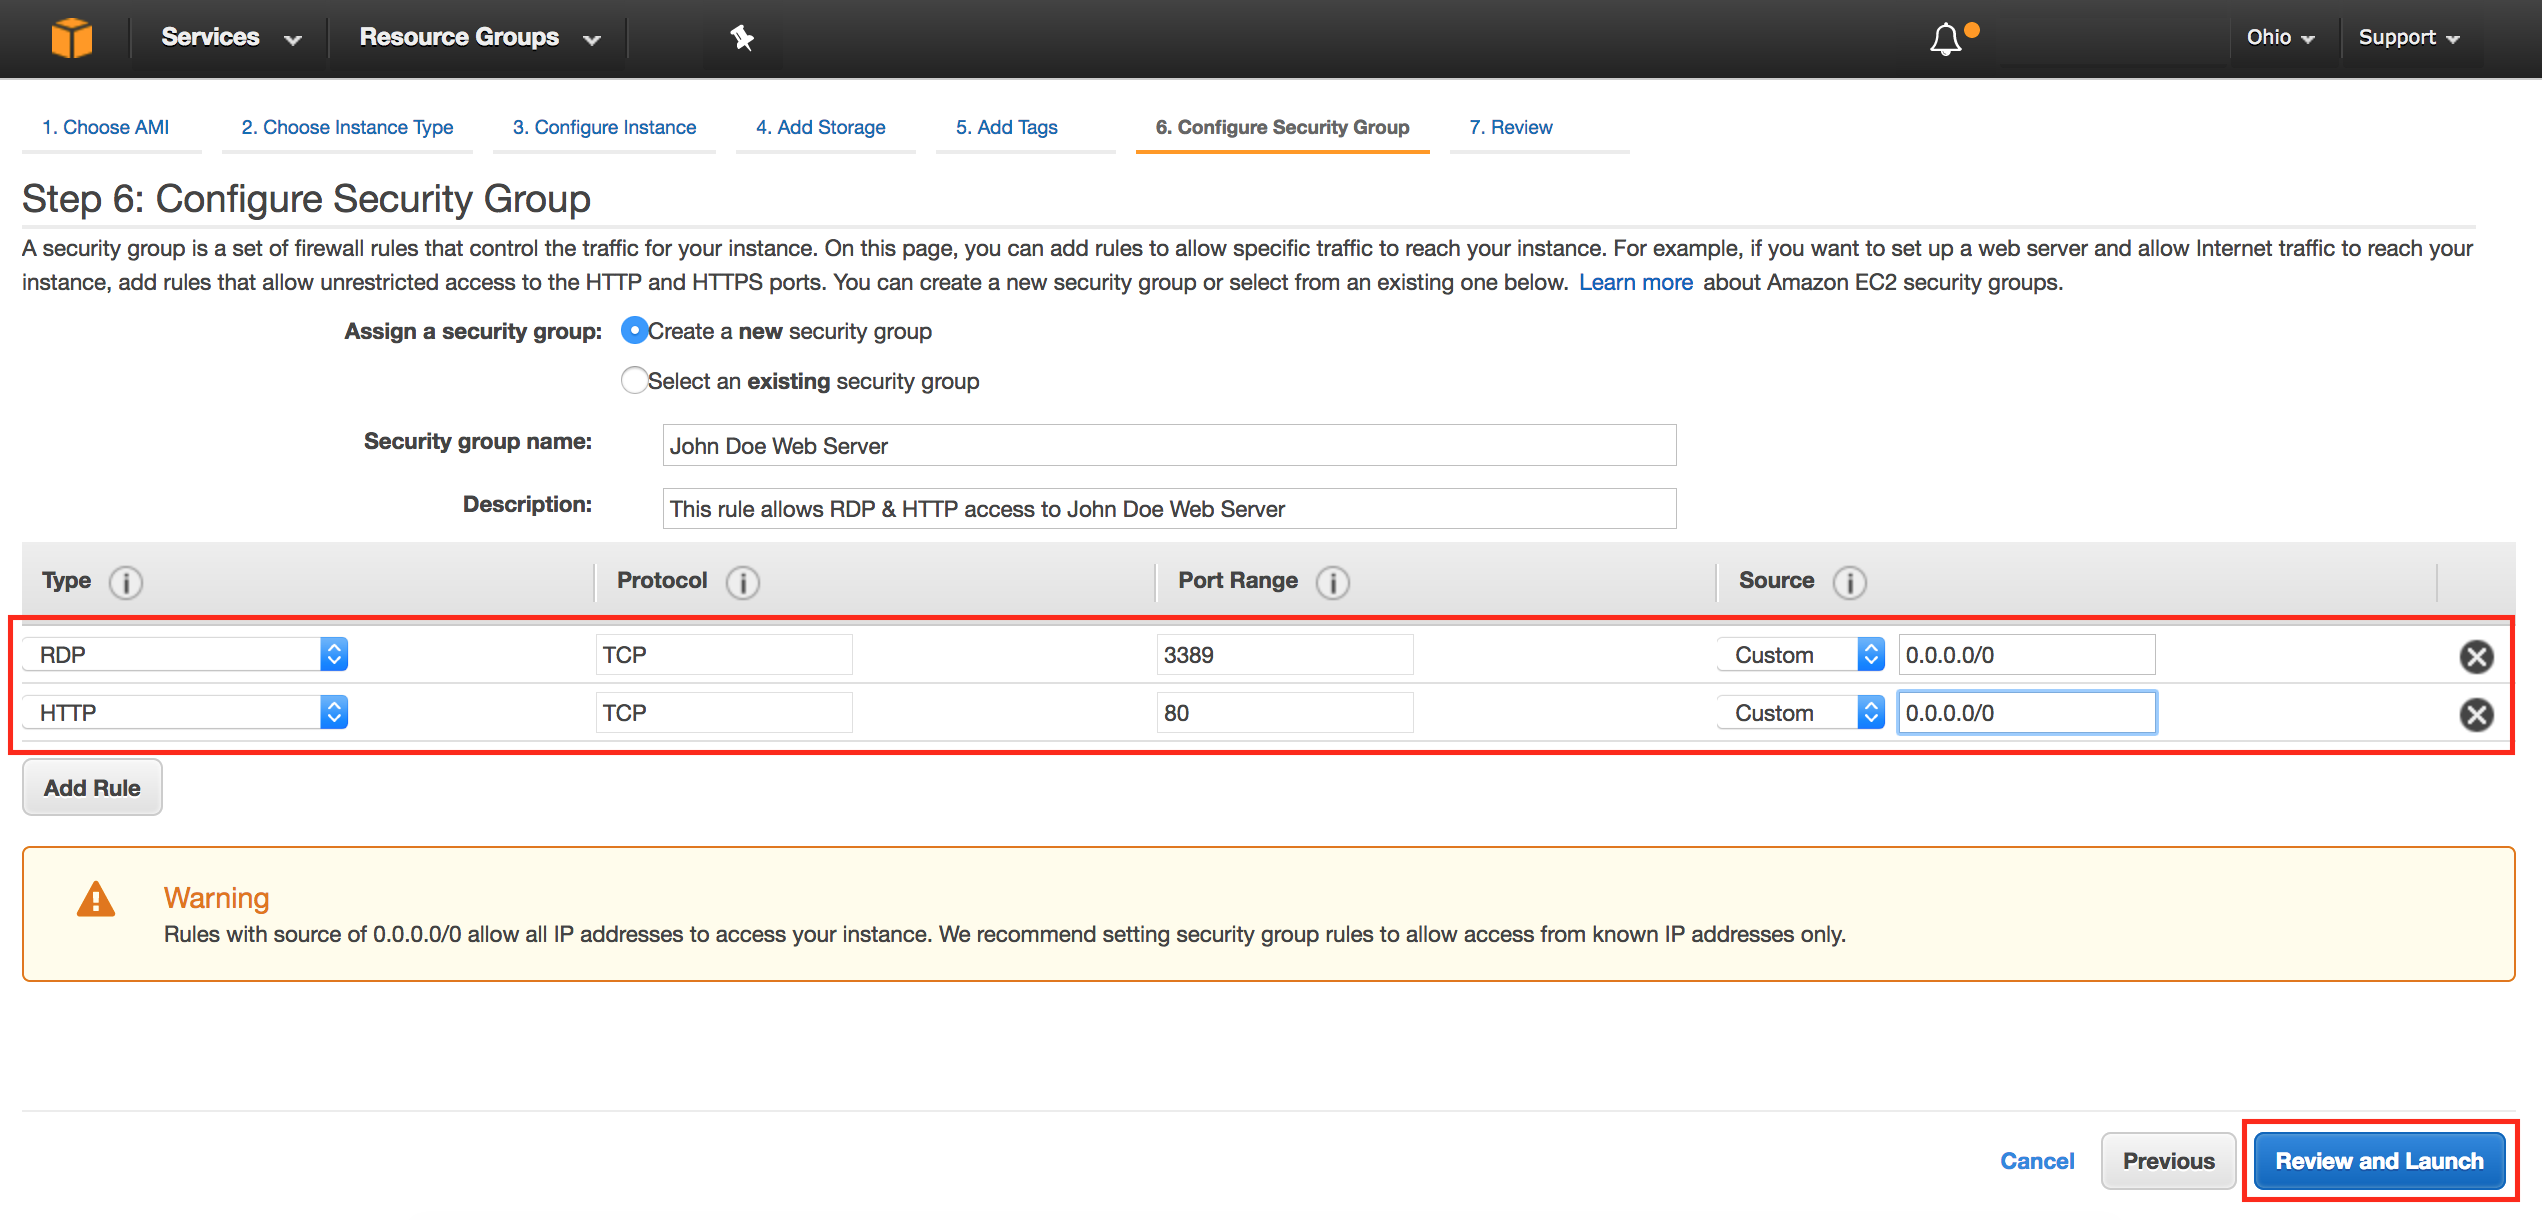 Services Resource Groups Ohio Support
1. Choose AMI 2. Choose Instance Type 3. Configure Instance 4. Add Storage 5. Add Tags 6. Configure Security Group 7. Review
Step 6: Configure Security Group
A security group is a set of firewall rules that control the traffic for your instance. On this page, you can add rules to allow specific traffic to reach your instance. For example, if you want to set up a web server and allow Internet traffic to reach your
instance, add rules that allow unrestricted access to the HTTP and HTTPS ports. You can create a new security group or select from an existing one below. Learn more about Amazon EC2 security groups.
Assign a security group: Create a new security group
Select an existing security group
Security group name: John Doe Web Server
Description: This rule allows RDP & HTTP access to John Doe Web Server
Type Protocol Port Range Source
RDP TCP 3389 Custom 0.0.0.0/0
HTTP TCP 80 Custom 0.0.0.0/0
Add Rule
Warning
Rules with source of 0.0.0.0/0 allow all IP addresses to access your instance. We recommend setting security group rules to allow access from known IP addresses only.
Cancel Previous Review and Launch